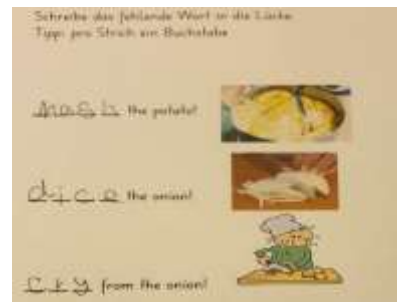 Schreibe das fehlende Wort in die Lücke.
Tipp: pro Strich ein Buchstabe
mash the potato!
dice the onion!
cry from the onion!